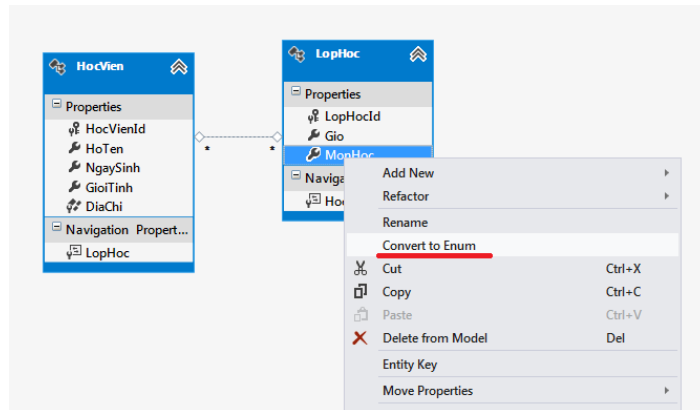 HocVien
Properties
HocVienId
HoTen
NgaySinh
GioiTinh
DiaChi
Navigation Propert...
LopHoc
*
*
LopHoc
Properties
LopHocId
Gio
MonHoc
Naviga
Ho
Add New
Refactor
Rename
Convert to Enum
Cut Ctrl+X
Copy Ctrl+C
Paste Ctrl+V
Delete from Model Del
Entity Key
Move Properties